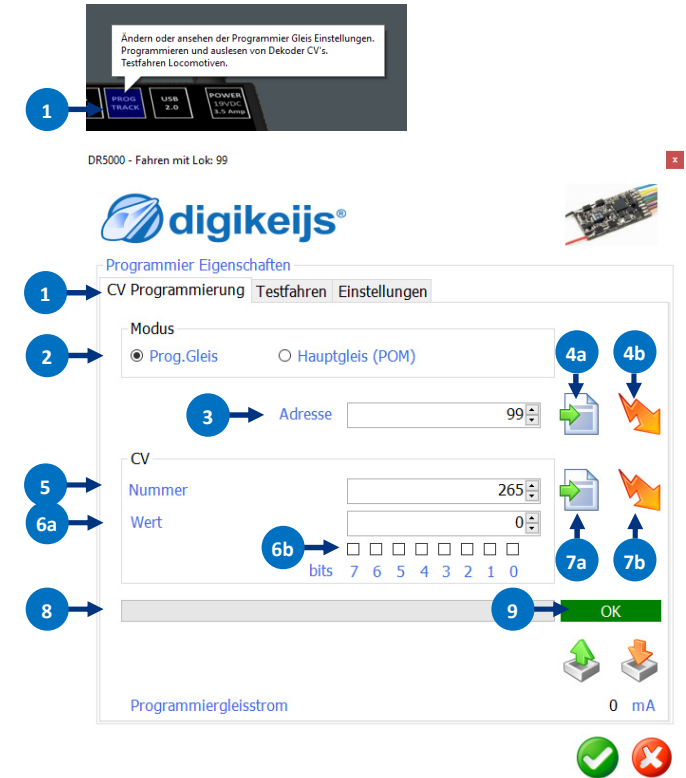 Ändern oder ansehen der Programmier Gleis Einstellungen.
Programmieren und auslesen von Dekoder CV's.
Testfahren Locomotiven.
1
PROG
TRACK
USB
2.0
POWER
19VDC
3.5 Amp
DR5000 - Fahren mit Lok: 99
x
digikeijs®
Programmier Eigenschaften
1
CV Programmierung Testfahren Einstellungen
Modus
2
Prog.Gleis Hauptgleis (POM)
4a 4b
3
Adresse 99
CV
5
Nummer 265
6a
Wert 0
6b
bits 7 6 5 4 3 2 1 0
7a 7b
8
9
OK
Programmiergleisstrom 0 mA